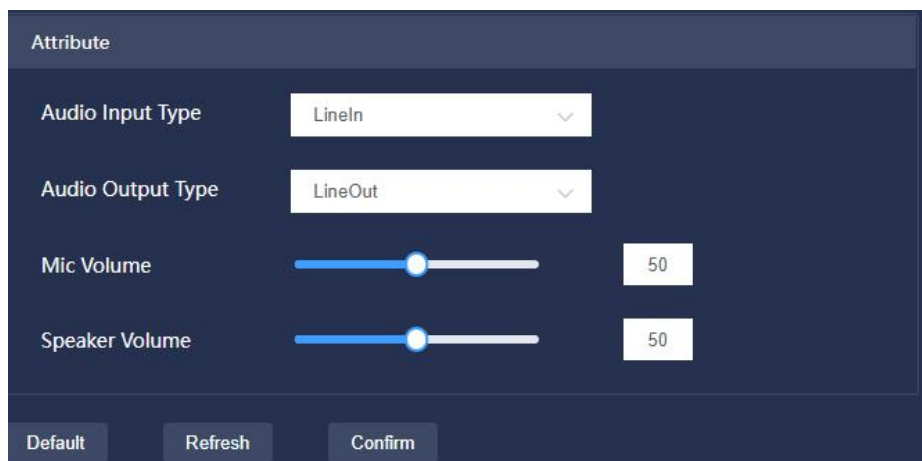 Attribute
Audio Input Type LineIn
Audio Output Type LineOut
Mic Volume 50
Speaker Volume 50
Default Refresh Confirm